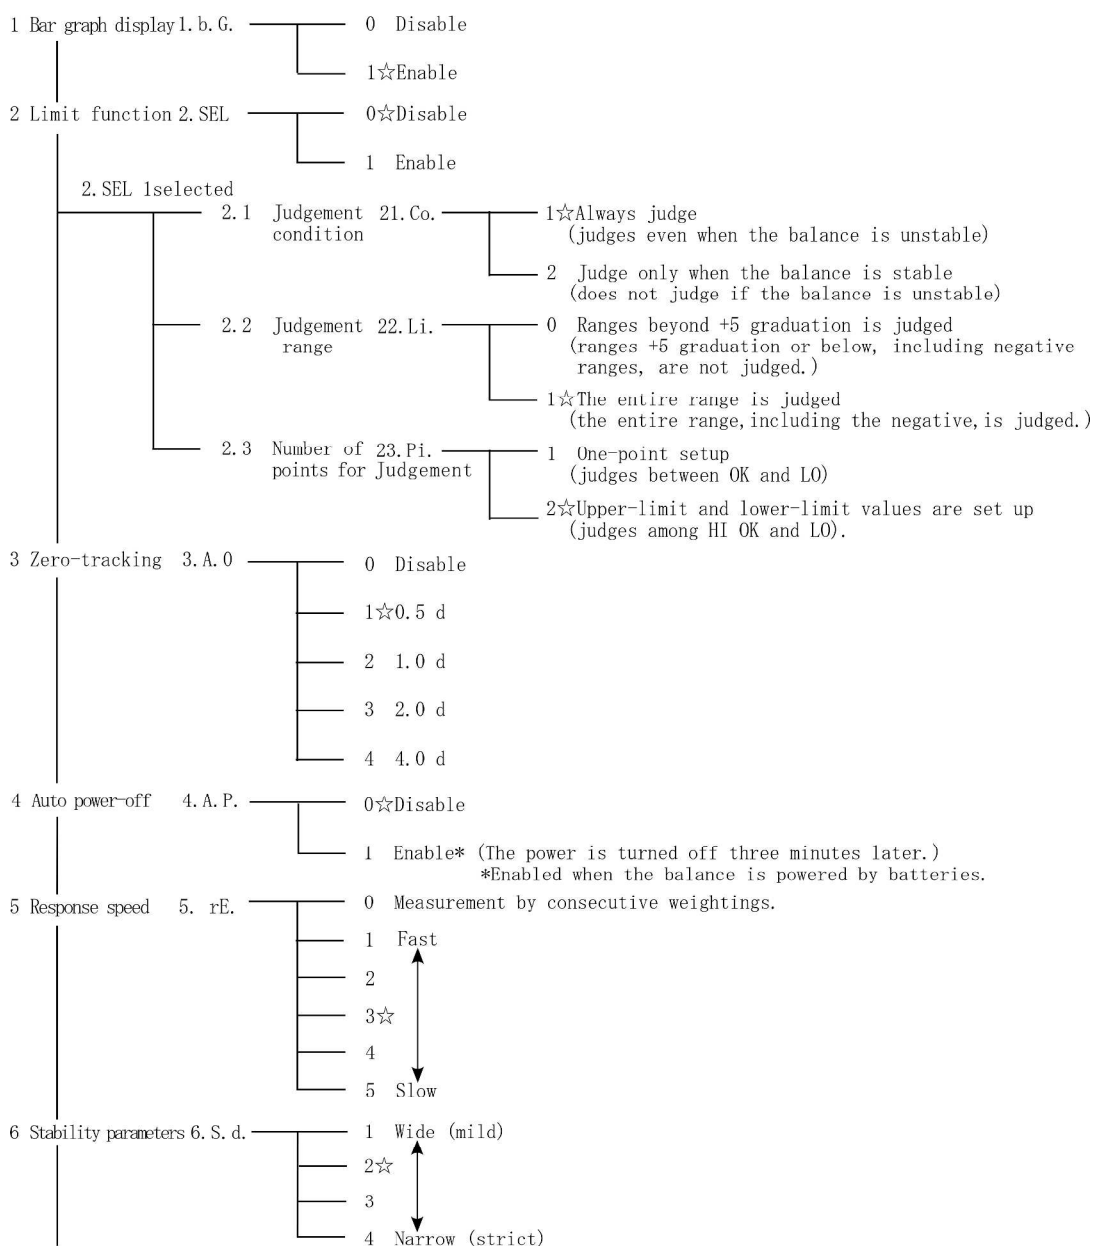 1 Bar graph display 1.b.G. 0 Disable
1☆Enable
2 Limit function 2.SEL 0☆Disable
1 Enable
2.SEL 1selected
2.1 Judgement 21.Co. 1☆Always judge
condition (judges even when the balance is unstable)
2 Judge only when the balance is stable
(does not judge if the balance is unstable)
2.2 Judgement 22.Li. 0 Ranges beyond +5 graduation is judged
range (ranges +5 graduation or below, including negative
ranges, are not judged.)
1☆The entire range is judged
(the entire range, including the negative, is judged.)
2.3 Number of 23.Pi. 1 One-point setup
points for Judgement (judges between OK and LO)
2☆Upper-limit and lower-limit values are set up
(judges among HI OK and LO).
3 Zero-tracking 3.A.0 0 Disable
1☆0.5 d
2 1.0 d
3 2.0 d
4 4.0 d
4 Auto power-off 4.A.P. 0☆Disable
1 Enable* (The power is turned off three minutes later.)
*Enabled when the balance is powered by batteries.
5 Response speed 5. rE. 0 Measurement by consecutive weightings.
1 Fast
2
3☆
4
5 Slow
6 Stability parameters 6.S.d. 1 Wide (mild)
2☆
3
4 Narrow (strict)